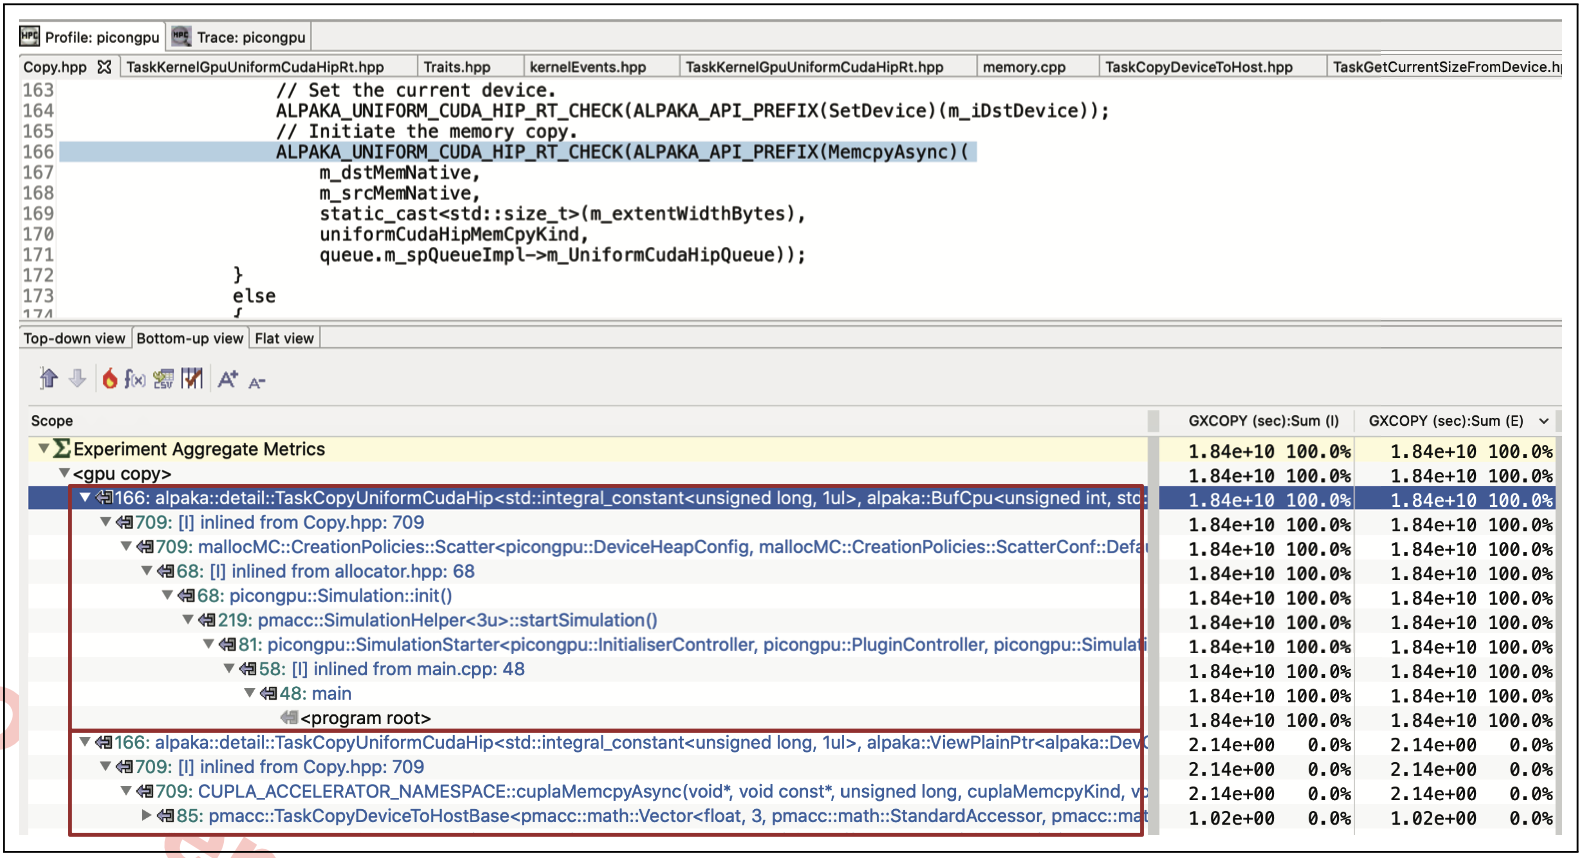 Profile: picongpu Trace: picongpu
Copy.hpp TaskKernelGpuUniformCudaHipRt.hpp Traits.hpp kernelEvents.hpp TaskKernelGpuUniformCudaHipRt.hpp memory.cpp TaskCopyDeviceToHost.hpp TaskGetCurrentSizeFromDevice.h
163 // Set the current device.
164 ALPAKA_UNIFORM_CUDA_HIP_RT_CHECK(ALPAKA_API_PREFIX(SetDevice)(m_iDstDevice));
165 // Initiate the memory copy.
166 ALPAKA_UNIFORM_CUDA_HIP_RT_CHECK(ALPAKA_API_PREFIX(MemcpyAsync)(
167 m_dstMemNative,
168 m_srcMemNative,
169 static_cast<std::size_t>(m_extentWidthBytes),
170 uniformCudaHipMemCpyKind,
171 queue.m_spQueueImpl->m_UniformCudaHipQueue));
172 }
173 else
174 {
Top-down view Bottom-up view Flat view
Scope GXCOPY (sec):Sum (I) GXCOPY (sec):Sum (E)
Experiment Aggregate Metrics 1.84e+10 100.0% 1.84e+10 100.0%
<gpu copy> 1.84e+10 100.0% 1.84e+10 100.0%
166: alpaka::detail::TaskCopyUniformCudaHip<std::integral_constant<unsigned long, 1ul>, alpaka::BufCpu<unsigned int, std: 1.84e+10 100.0% 1.84e+10 100.0%
709: [I] inlined from Copy.hpp: 709 1.84e+10 100.0% 1.84e+10 100.0%
709: mallocMC::CreationPolicies::Scatter<picongpu::DeviceHeapConfig, mallocMC::CreationPolicies::ScatterConf::Defau 1.84e+10 100.0% 1.84e+10 100.0%
68: [I] inlined from allocator.hpp: 68 1.84e+10 100.0% 1.84e+10 100.0%
68: picongpu::Simulation::init() 1.84e+10 100.0% 1.84e+10 100.0%
219: pmacc::SimulationHelper<3u>::startSimulation() 1.84e+10 100.0% 1.84e+10 100.0%
81: picongpu::SimulationStarter<picongpu::InitialiserController, picongpu::PluginController, picongpu::Simulati 1.84e+10 100.0% 1.84e+10 100.0%
58: [I] inlined from main.cpp: 48 1.84e+10 100.0% 1.84e+10 100.0%
48: main 1.84e+10 100.0% 1.84e+10 100.0%
<program root> 1.84e+10 100.0% 1.84e+10 100.0%
166: alpaka::detail::TaskCopyUniformCudaHip<std::integral_constant<unsigned long, 1ul>, alpaka::ViewPlainPtr<alpaka::DevC 2.14e+00 0.0% 2.14e+00 0.0%
709: [I] inlined from Copy.hpp: 709 2.14e+00 0.0% 2.14e+00 0.0%
709: CUPLA_ACCELERATOR_NAMESPACE::cuplaMemcpyAsync(void*, void const*, unsigned long, cuplaMemcpyKind, vo 2.14e+00 0.0% 2.14e+00 0.0%
85: pmacc::TaskCopyDeviceToHostBase<pmacc::math::Vector<float, 3, pmacc::math::StandardAccessor, pmacc::mat 1.02e+00 0.0% 1.02e+00 0.0%